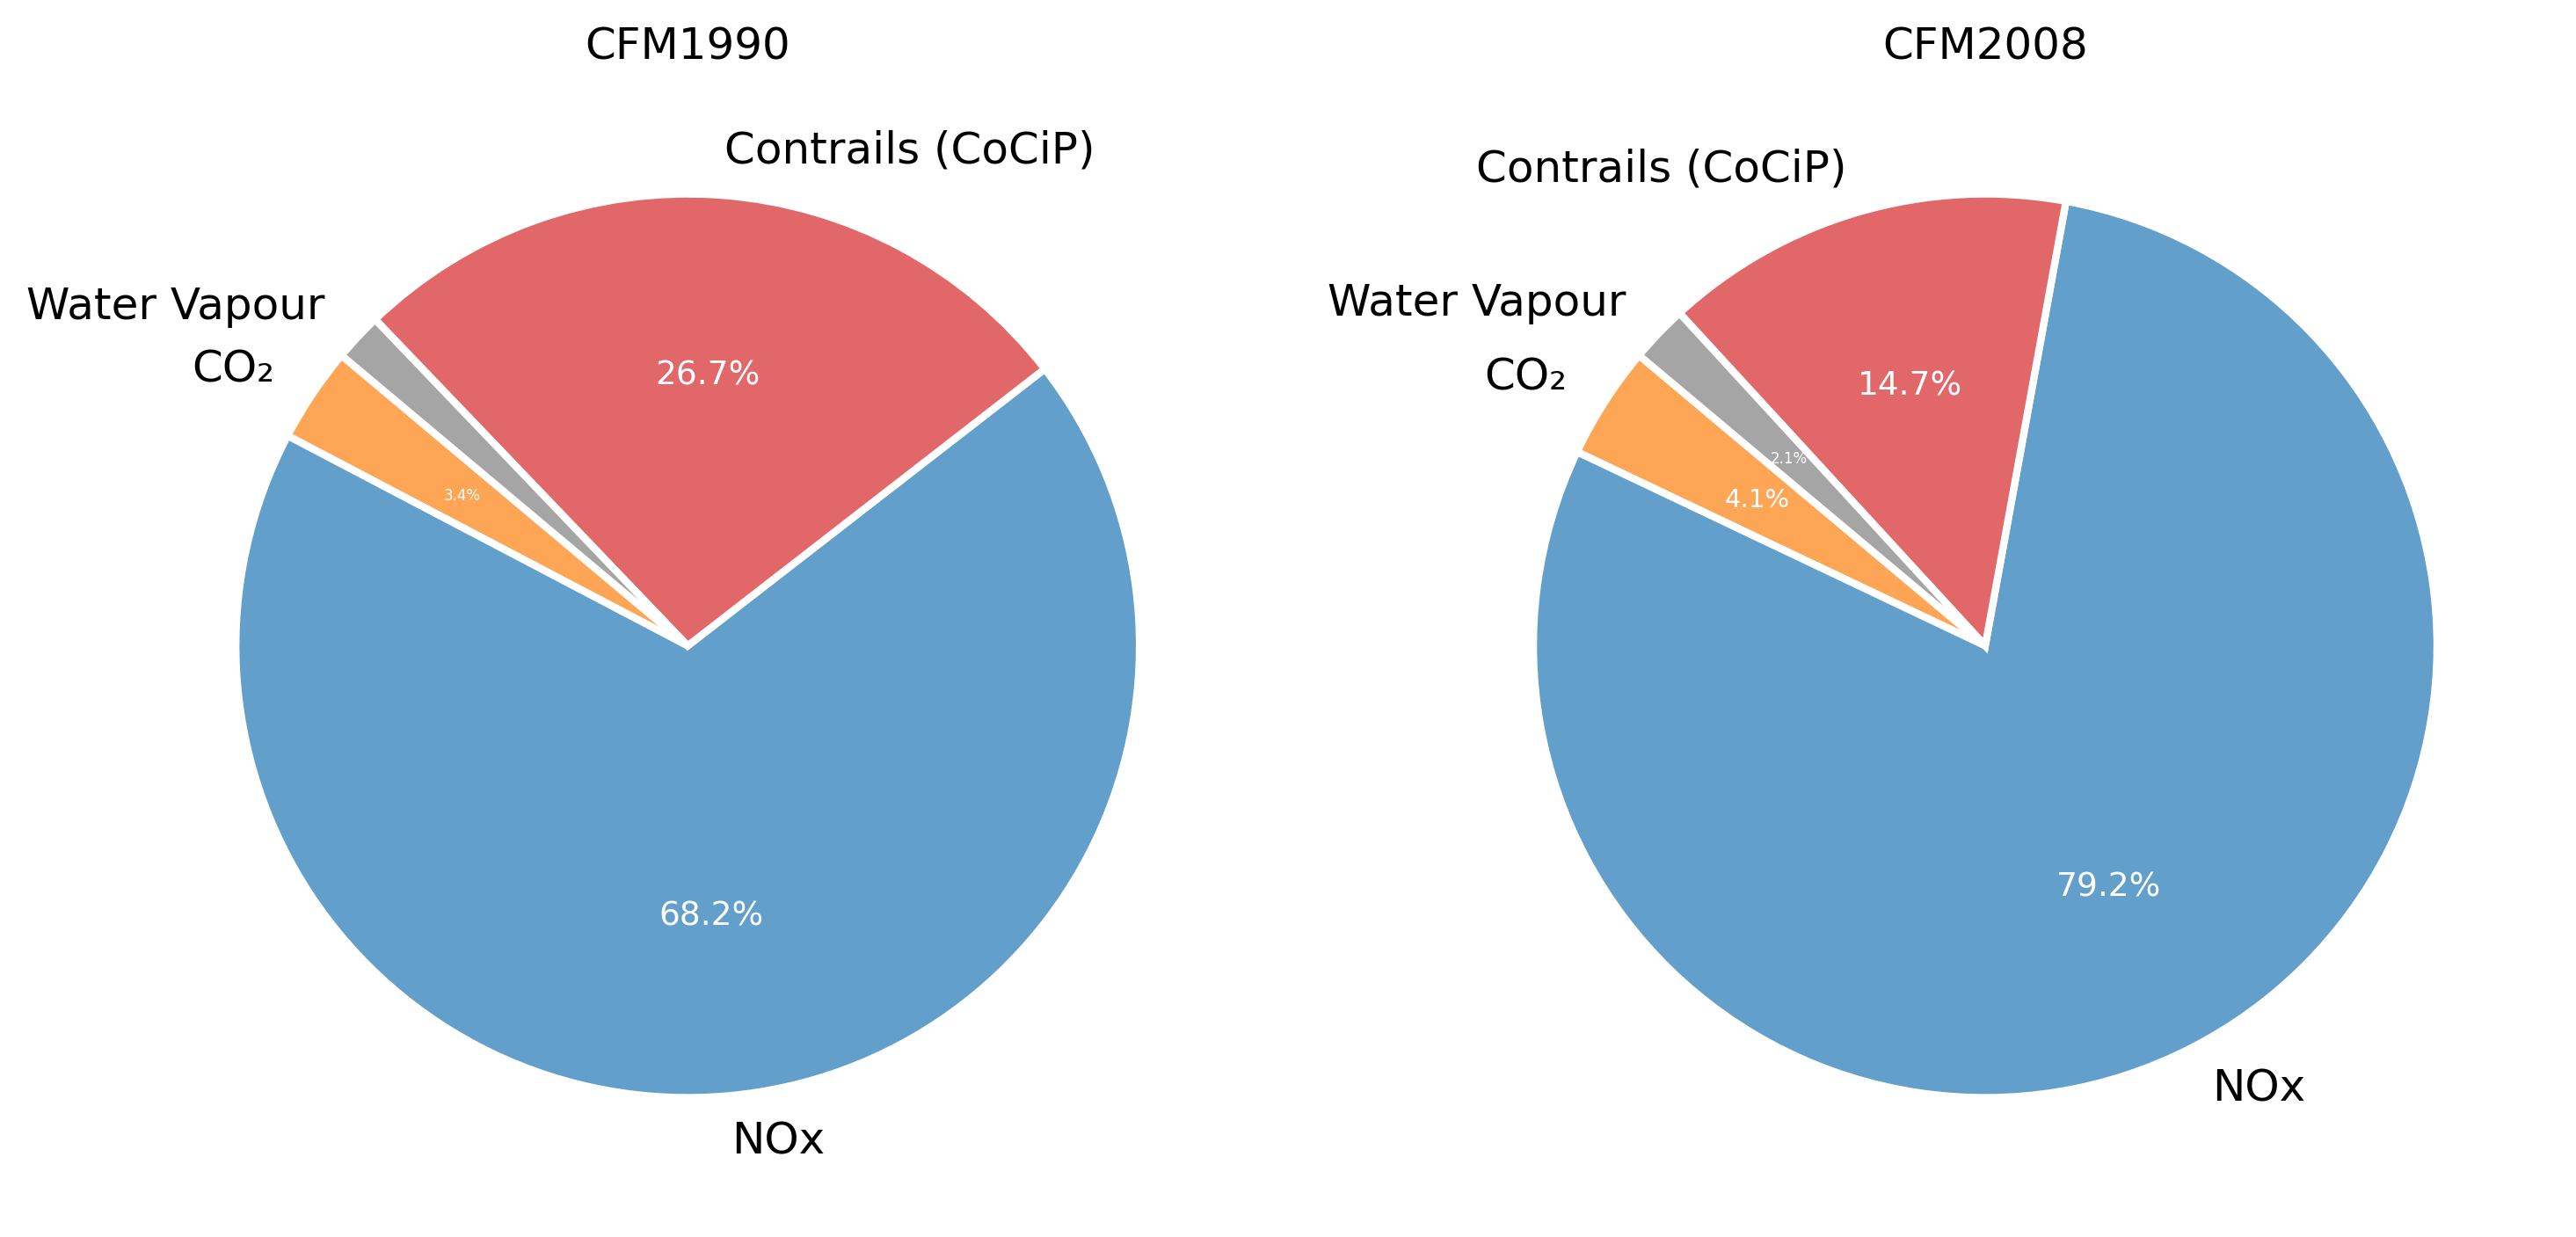 CFM1990
Contrails (CoCiP)
Water Vapour
CO₂
26.7%
3.4%
68.2%
NOx
CFM2008
Contrails (CoCiP)
Water Vapour
CO₂
14.7%
2.1%
4.1%
79.2%
NOx